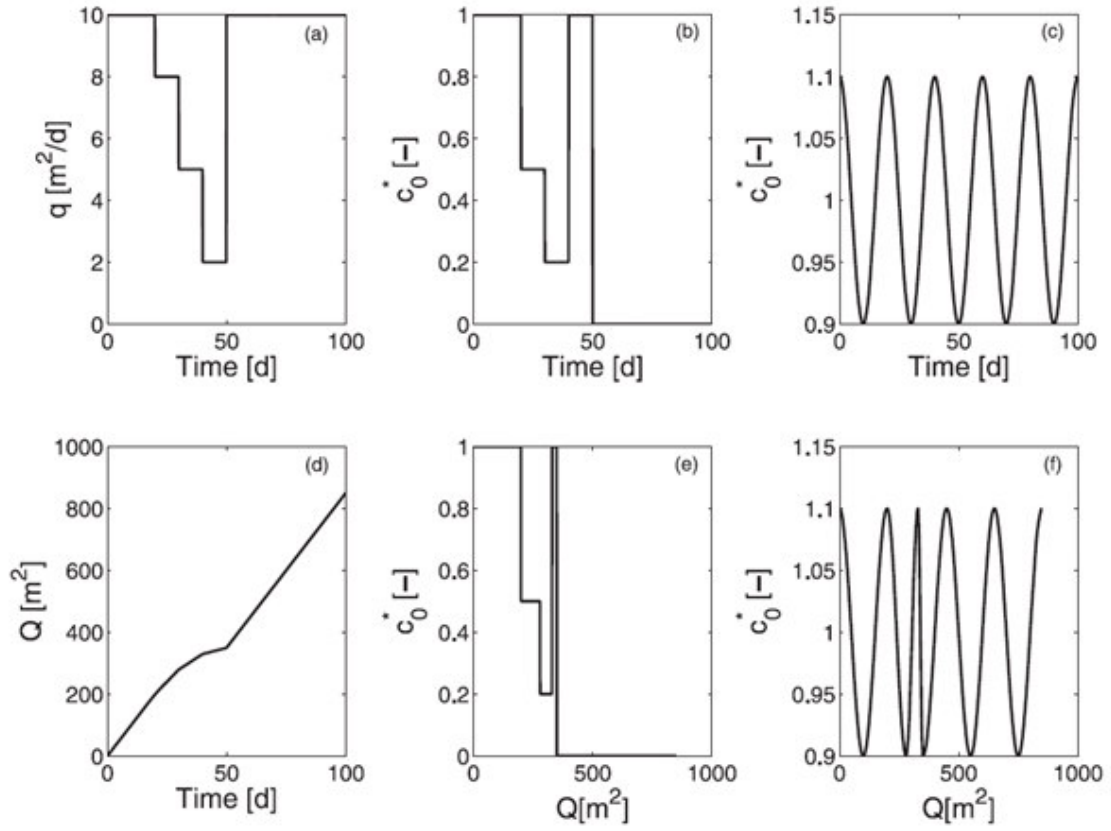 (a)
q [m²/d]
10
8
6
4
2
0
0 50 100
Time [d]
(b)
c₀* [−]
1
0.8
0.6
0.4
0.2
0
0 50 100
Time [d]
(c)
c₀* [−]
1.15
1.1
1.05
1
0.95
0.9
0 50 100
Time [d]
(d)
Q [m²]
1000
800
600
400
200
0
0 50 100
Time [d]
(e)
c₀* [−]
1
0.8
0.6
0.4
0.2
0
0 500 1000
Q[m²]
(f)
c₀* [−]
1.15
1.1
1.05
1
0.95
0.9
0 500 1000
Q[m²]